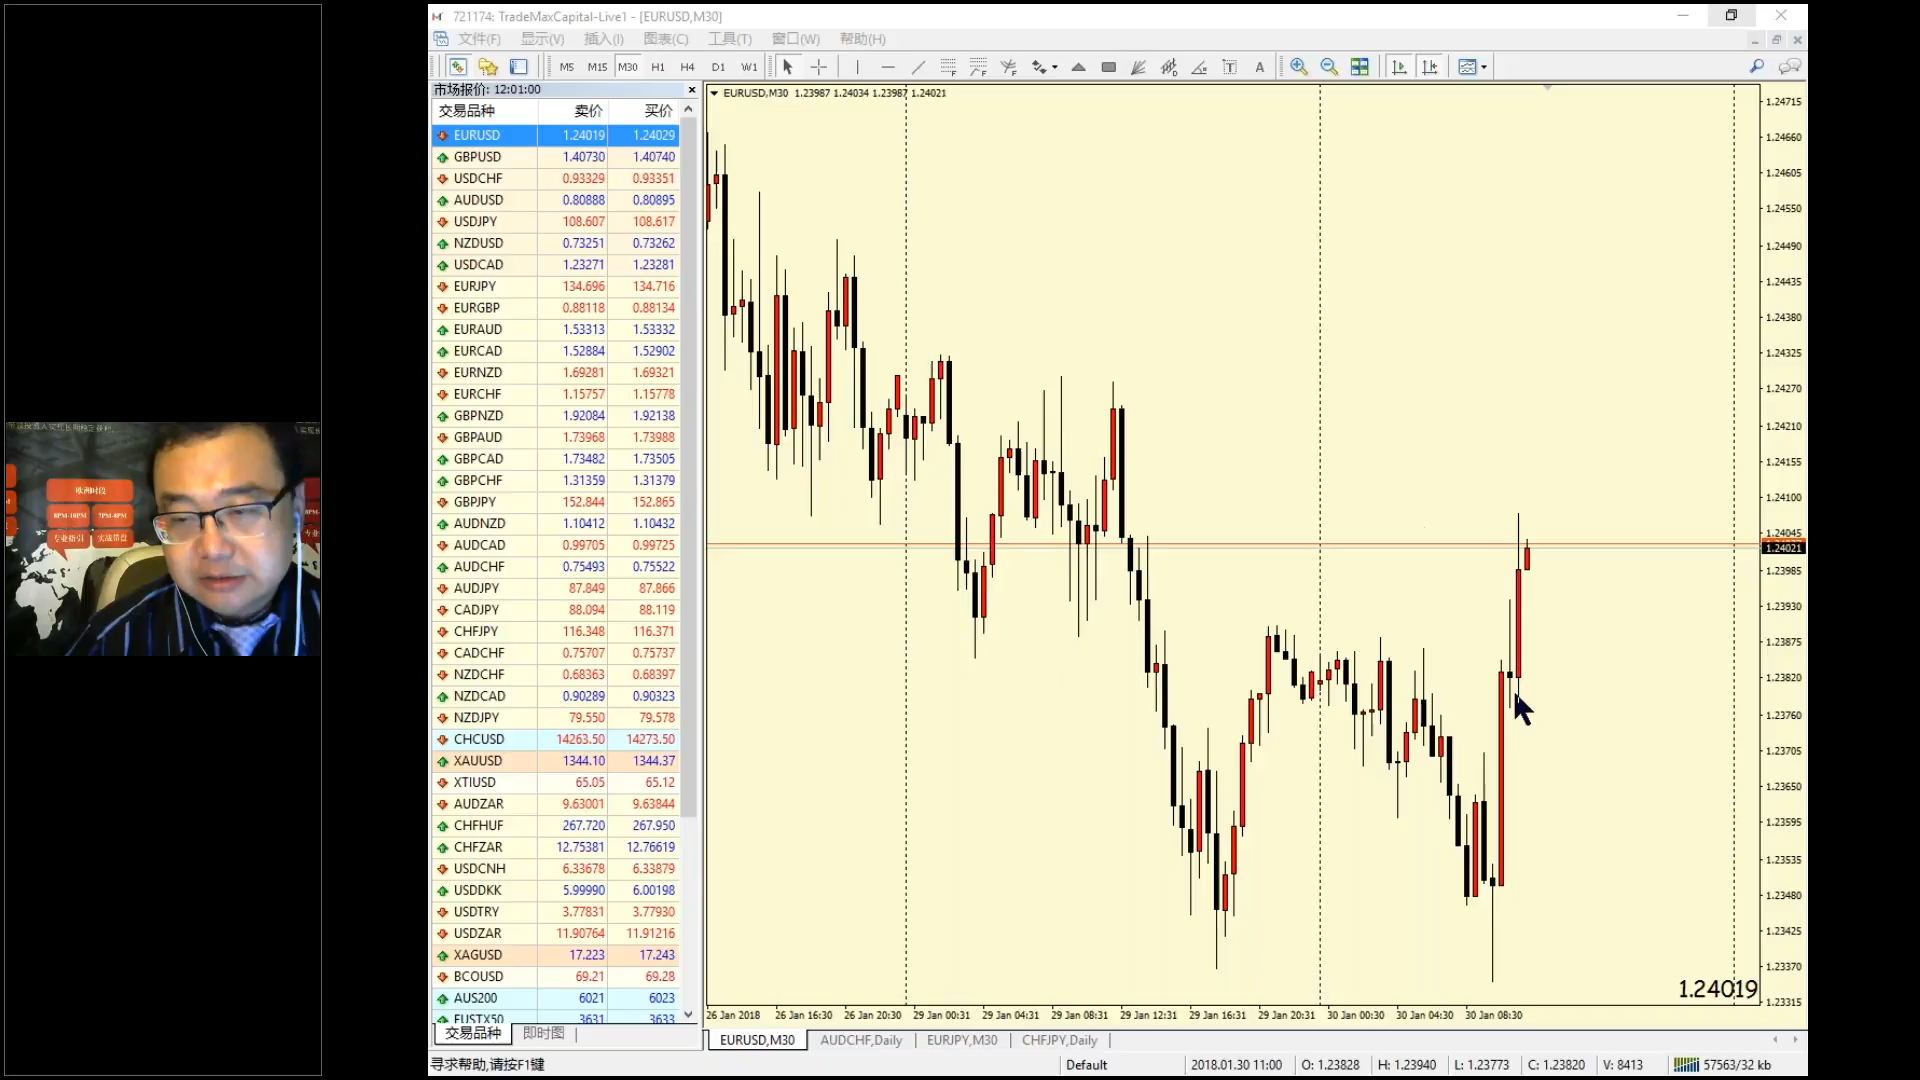 721174: TradeMaxCapital-Live1 - [EURUSD,M30]
文件(F) 显示(V) 插入(I) 图表(C) 工具(T) 窗口(W) 帮助(H)
M5 M15 M30 H1 H4 D1 W1
市场报价: 12:01:00
交易品种 卖价 买价
EURUSD 1.24019 1.24029
GBPUSD 1.40730 1.40740
USDCHF 0.93329 0.93351
AUDUSD 0.80888 0.80895
USDJPY 108.607 108.617
NZDUSD 0.73251 0.73262
USDCAD 1.23271 1.23281
EURJPY 134.696 134.716
EURGBP 0.88118 0.88134
EURAUD 1.53313 1.53332
EURCAD 1.52884 1.52902
EURNZD 1.69281 1.69321
EURCHF 1.15757 1.15778
GBPNZD 1.92084 1.92138
GBPAUD 1.73968 1.73988
GBPCAD 1.73482 1.73505
GBPCHF 1.31359 1.31379
GBPJPY 152.844 152.865
AUDNZD 1.10412 1.10432
AUDCAD 0.99705 0.99725
AUDCHF 0.75493 0.75522
AUDJPY 87.849 87.866
CADJPY 88.094 88.119
CHFJPY 116.348 116.371
CADCHF 0.75707 0.75737
NZDCHF 0.68363 0.68397
NZDCAD 0.90289 0.90323
NZDJPY 79.550 79.578
CHCUSD 14263.50 14273.50
XAUUSD 1344.10 1344.37
XTIUSD 65.05 65.12
AUDZAR 9.63001 9.63844
CHFHUF 267.720 267.950
CHFZAR 12.75381 12.76619
USDCNH 6.33678 6.33879
USDDKK 5.99990 6.00198
USDTRY 3.77831 3.77930
USDZAR 11.90764 11.91216
XAGUSD 17.223 17.243
BCOUSD 69.21 69.28
AUS200 6021 6023
EUSTX50 3631 3633
交易品种 即时图
EURUSD,M30 1.23987 1.24034 1.23987 1.24021
1.24715
1.24660
1.24605
1.24550
1.24490
1.24435
1.24380
1.24325
1.24270
1.24210
1.24155
1.24100
1.24045
1.24021
1.23985
1.23930
1.23875
1.23820
1.23760
1.23705
1.23650
1.23595
1.23535
1.23480
1.23425
1.23370
1.23315
1.24019
26 Jan 2018 26 Jan 16:30 26 Jan 20:30 29 Jan 00:31 29 Jan 04:31 29 Jan 08:31 29 Jan 12:31 29 Jan 16:31 29 Jan 20:31 30 Jan 00:30 30 Jan 04:30 30 Jan 08:30
EURUSD,M30 AUDCHF,Daily EURJPY,M30 CHFJPY,Daily
寻求帮助,请按F1键 Default 2018.01.30 11:00 O: 1.23828 H: 1.23940 L: 1.23773 C: 1.23820 V: 8413 57563/32 kb
欧洲时段
8PM-10PM 7PM-8PM
专业指引 实战带盘